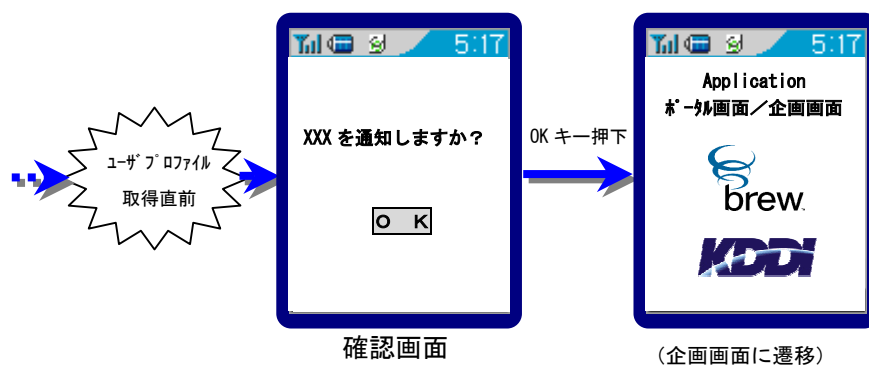 ユーザプロファイル
取得直前
5:17
XXX を通知しますか？
O K
確認画面
OK キー押下
5:17
Application
ポータル画面／企画画面
brew
KDDI
(企画画面に遷移)